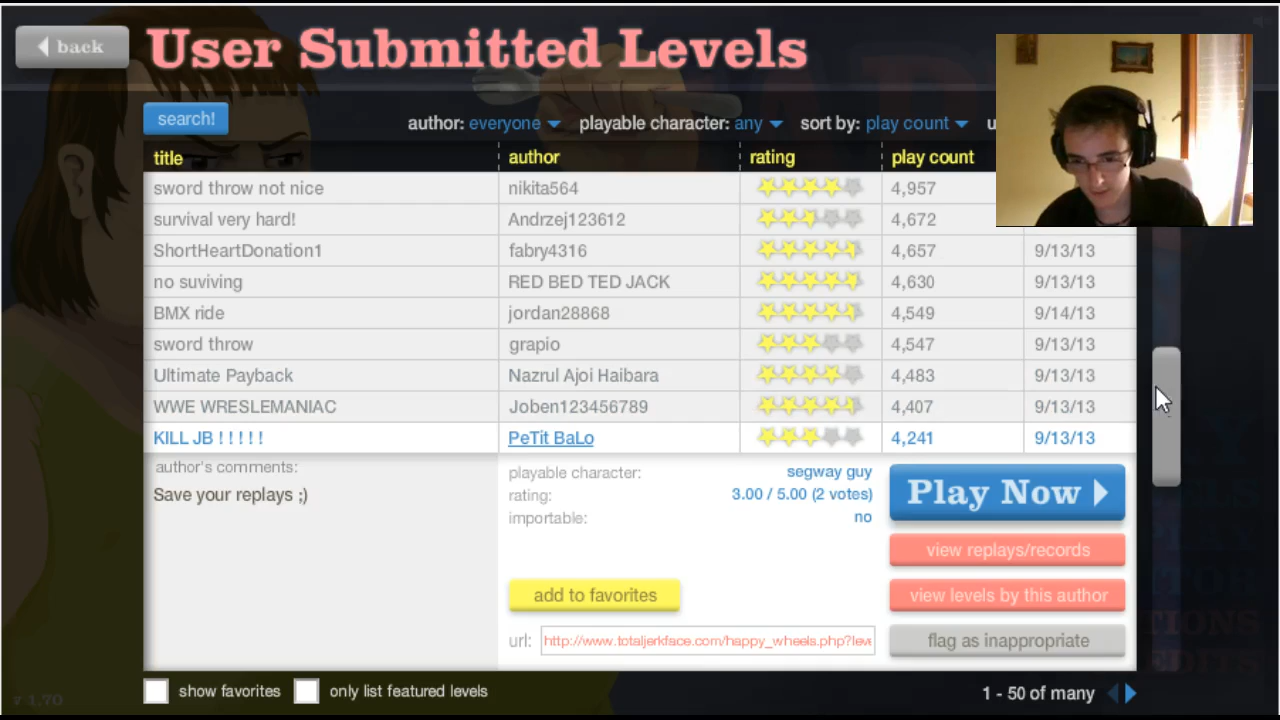 back
User Submitted Levels
search!
author: everyone playable character: any sort by: play count u
title author rating play count
sword throw not nice nikita564 4,957
survival very hard! Andrzej123612 4,672
ShortHeartDonation1 fabry4316 4,657 9/13/13
no suviving RED BED TED JACK 4,630 9/13/13
BMX ride jordan28868 4,549 9/14/13
sword throw grapio 4,547 9/13/13
Ultimate Payback Nazrul Ajoi Haibara 4,483 9/13/13
WWE WRESLEMANIAC Joben123456789 4,407 9/13/13
KILL JB ! ! ! ! ! PeTit BaLo 4,241 9/13/13
author's comments:
Save your replays ;)
playable character: segway guy
rating: 3.00 / 5.00 (2 votes)
importable: no
Play Now
view replays/records
add to favorites
view levels by this author
url: http://www.totaljerkface.com/happy_wheels.php?leve
flag as inappropriate
show favorites only list featured levels
1 - 50 of many
v 1.70